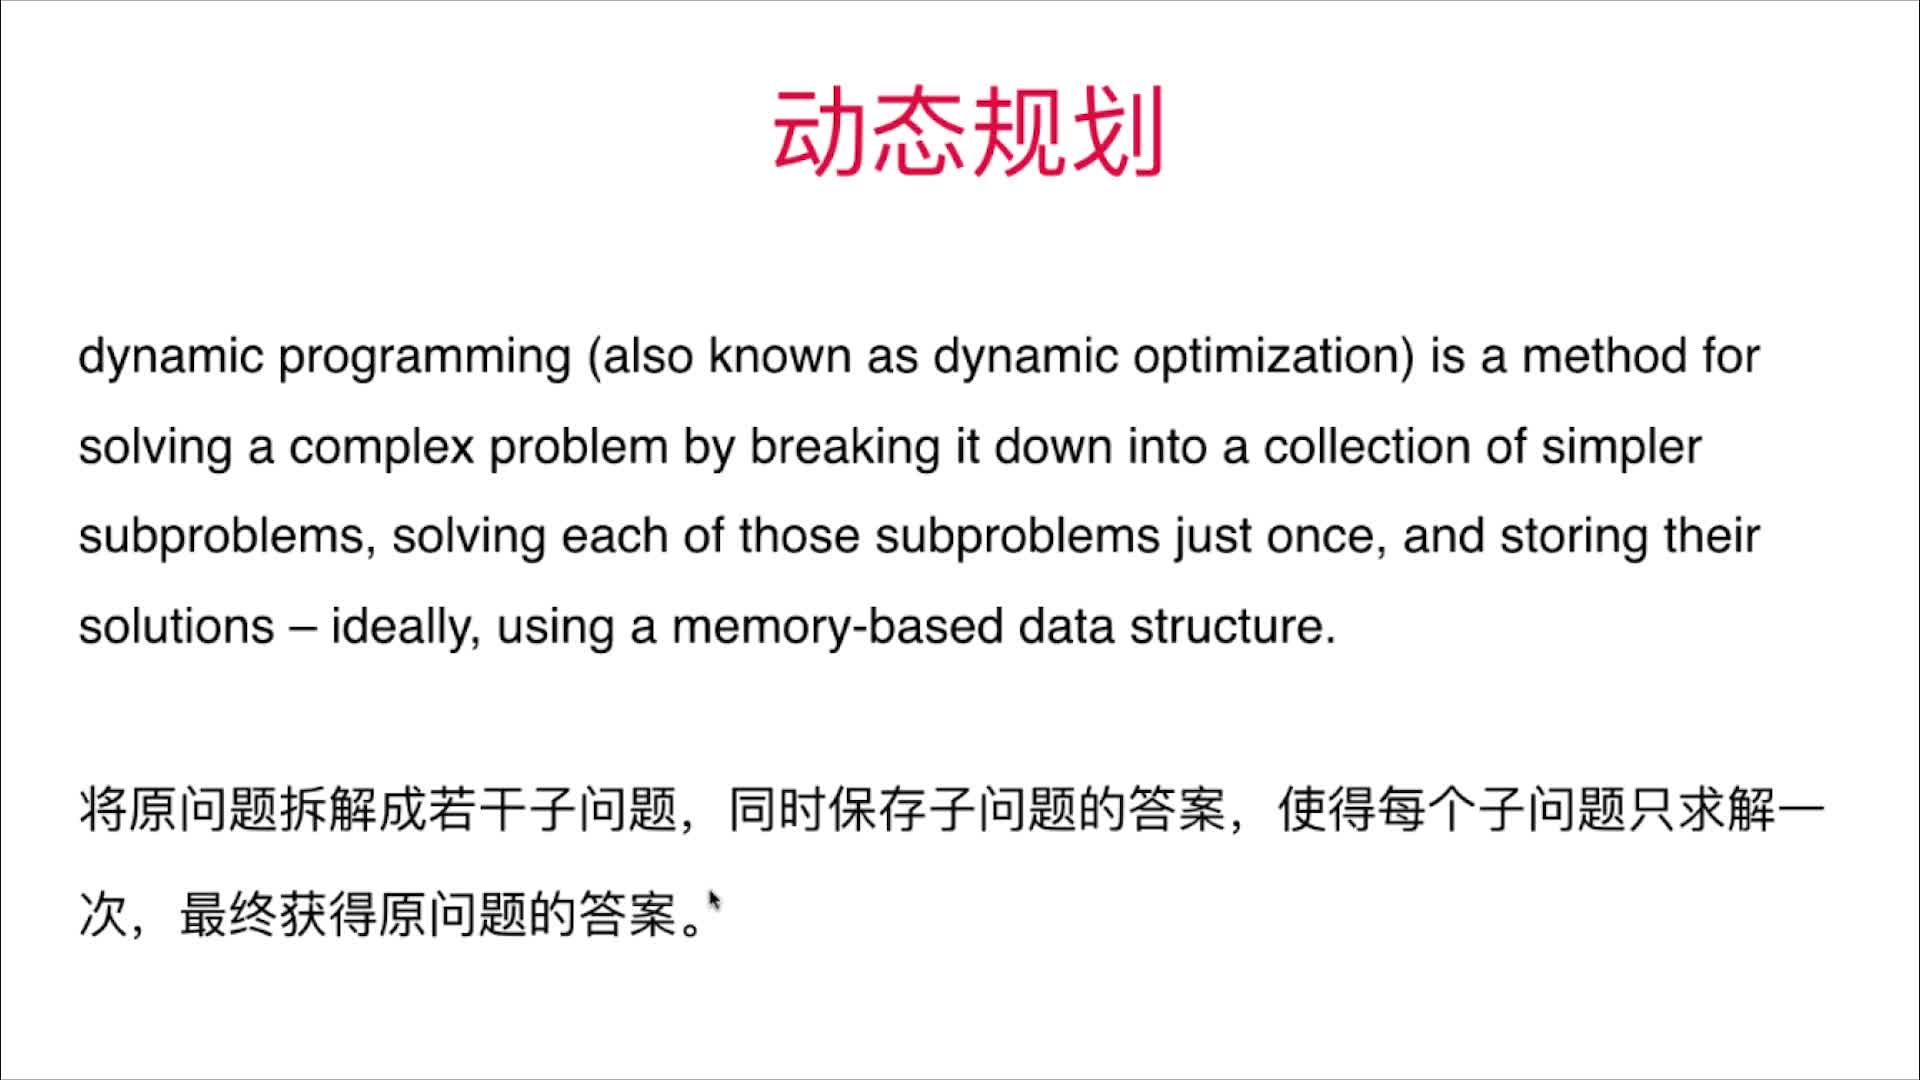 动态规划
dynamic programming (also known as dynamic optimization) is a method for
solving a complex problem by breaking it down into a collection of simpler
subproblems, solving each of those subproblems just once, and storing their
solutions – ideally, using a memory-based data structure.
将原问题拆解成若干子问题，同时保存子问题的答案，使得每个子问题只求解一
次，最终获得原问题的答案。